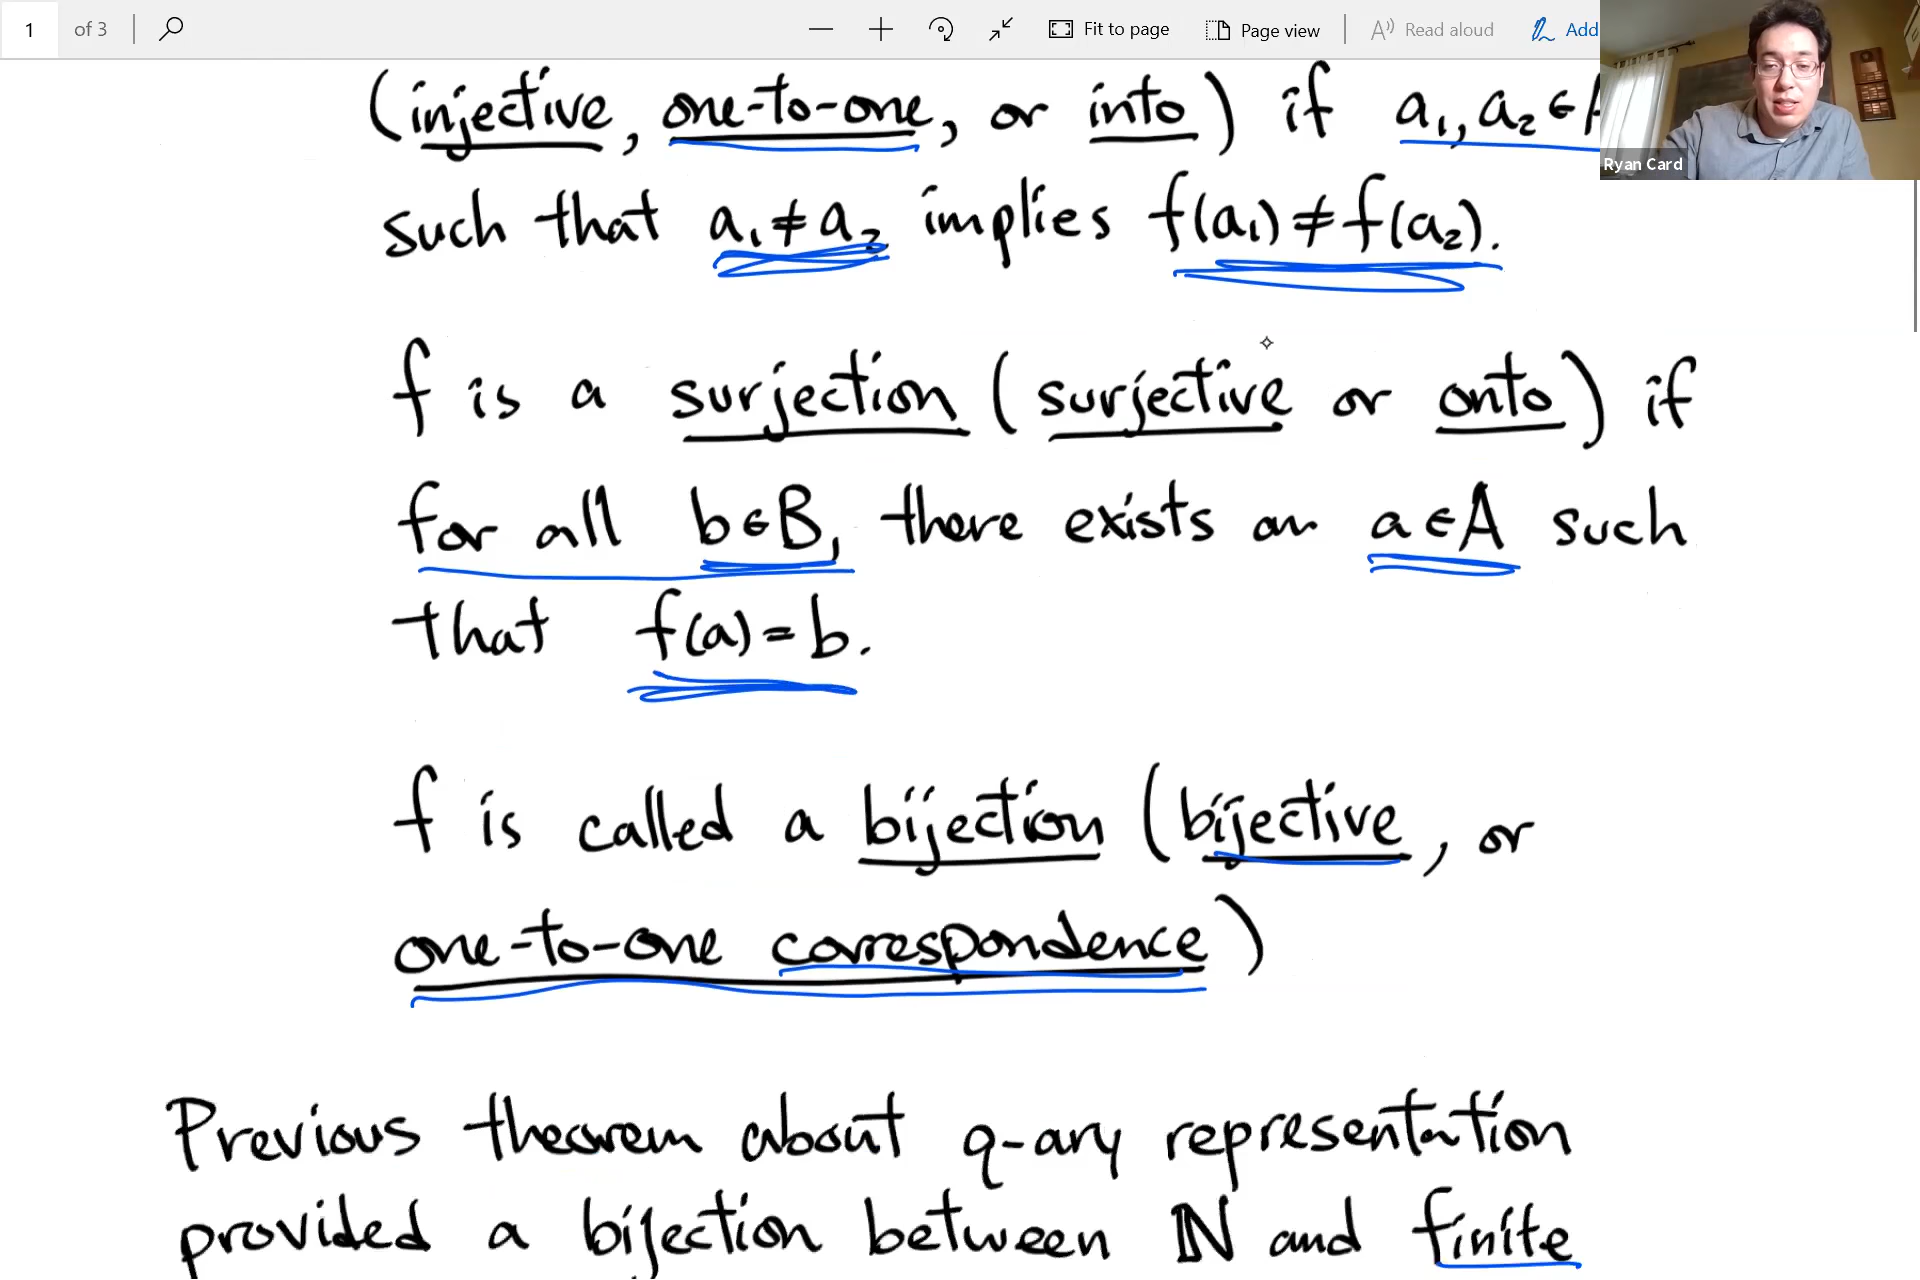 1 of 3 Fit to page Page view Read aloud Add
Ryan Card
(injective, one-to-one, or into) if a₁, a₂ ∈ A
such that a₁ ≠ a₂ implies f(a₁) ≠ f(a₂).
f is a surjection (surjective or onto) if
for all b ∈ B, there exists an a ∈ A such
that f(a) = b.
f is called a bijection (bijective, or
one-to-one correspondence)
Previous theorem about q-ary representation
provided a bijection between ℕ and finite